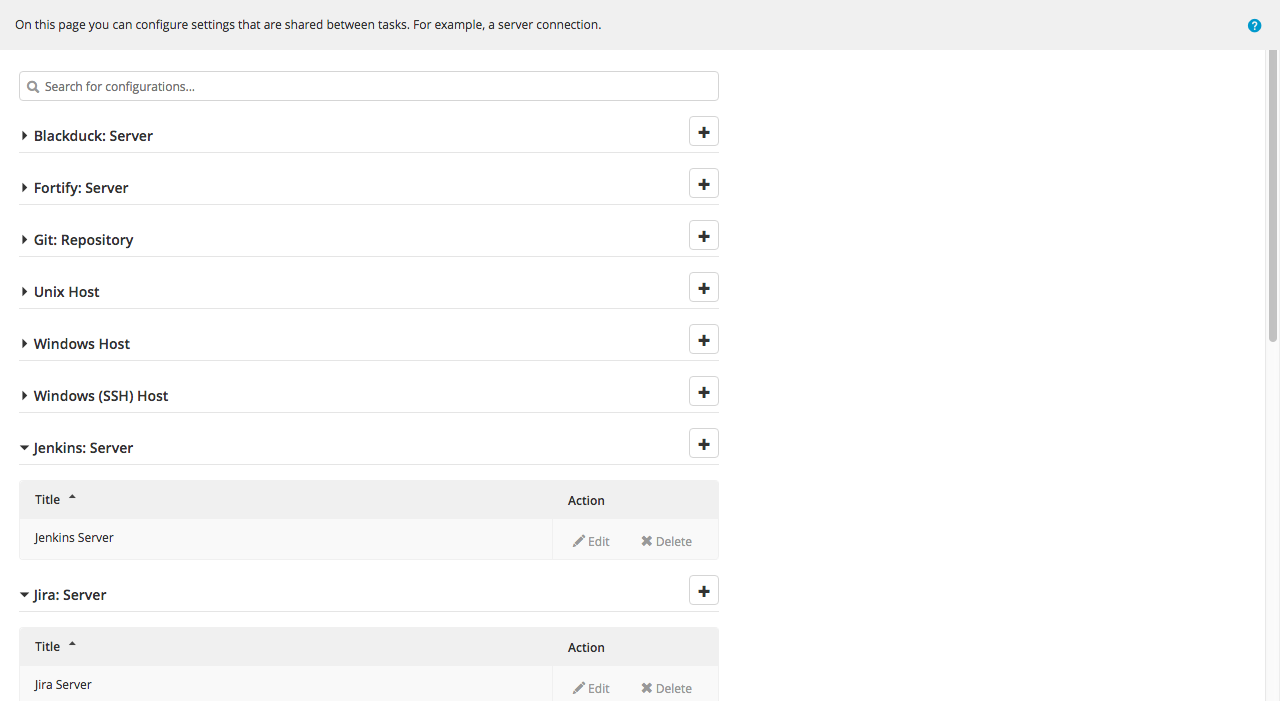 On this page you can configure settings that are shared between tasks. For example, a server connection.
?
Search for configurations...
Blackduck: Server
Fortify: Server
Git: Repository
Unix Host
Windows Host
Windows (SSH) Host
Jenkins: Server
Title Action
Jenkins Server Edit Delete
Jira: Server
Title Action
Jira Server Edit Delete